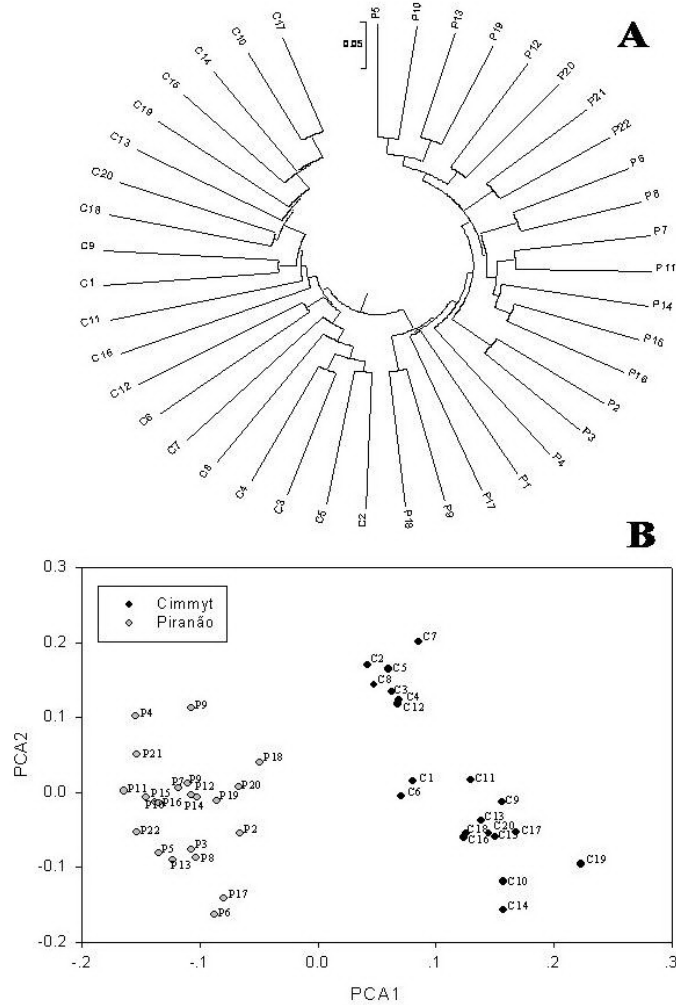 A
0.05
P5
P10
P13
P19
P12
P20
P21
P22
P6
P8
P7
P11
P14
P15
P16
P2
P3
P4
P1
P17
P9
P18
C2
C5
C3
C4
C8
C7
C6
C12
C16
C11
C1
C9
C18
C20
C13
C19
C15
C14
C10
C17
B
0.3
0.2
0.1
0.0
-0.1
-0.2
PCA2
Cimmyt
Piranão
C7
C2
C5
C8
C3
C4
C12
P4
P9
P21
P18
C1
C11
P7
P9
P20
P11
P15
P12
C6
C9
P16
P14
P19
C13
P22
P2
C18
C20
C17
C16
C15
P5
P3
P8
P13
C19
C10
P17
C14
P6
-.2
-.1
0.0
.1
.2
.3
PCA1